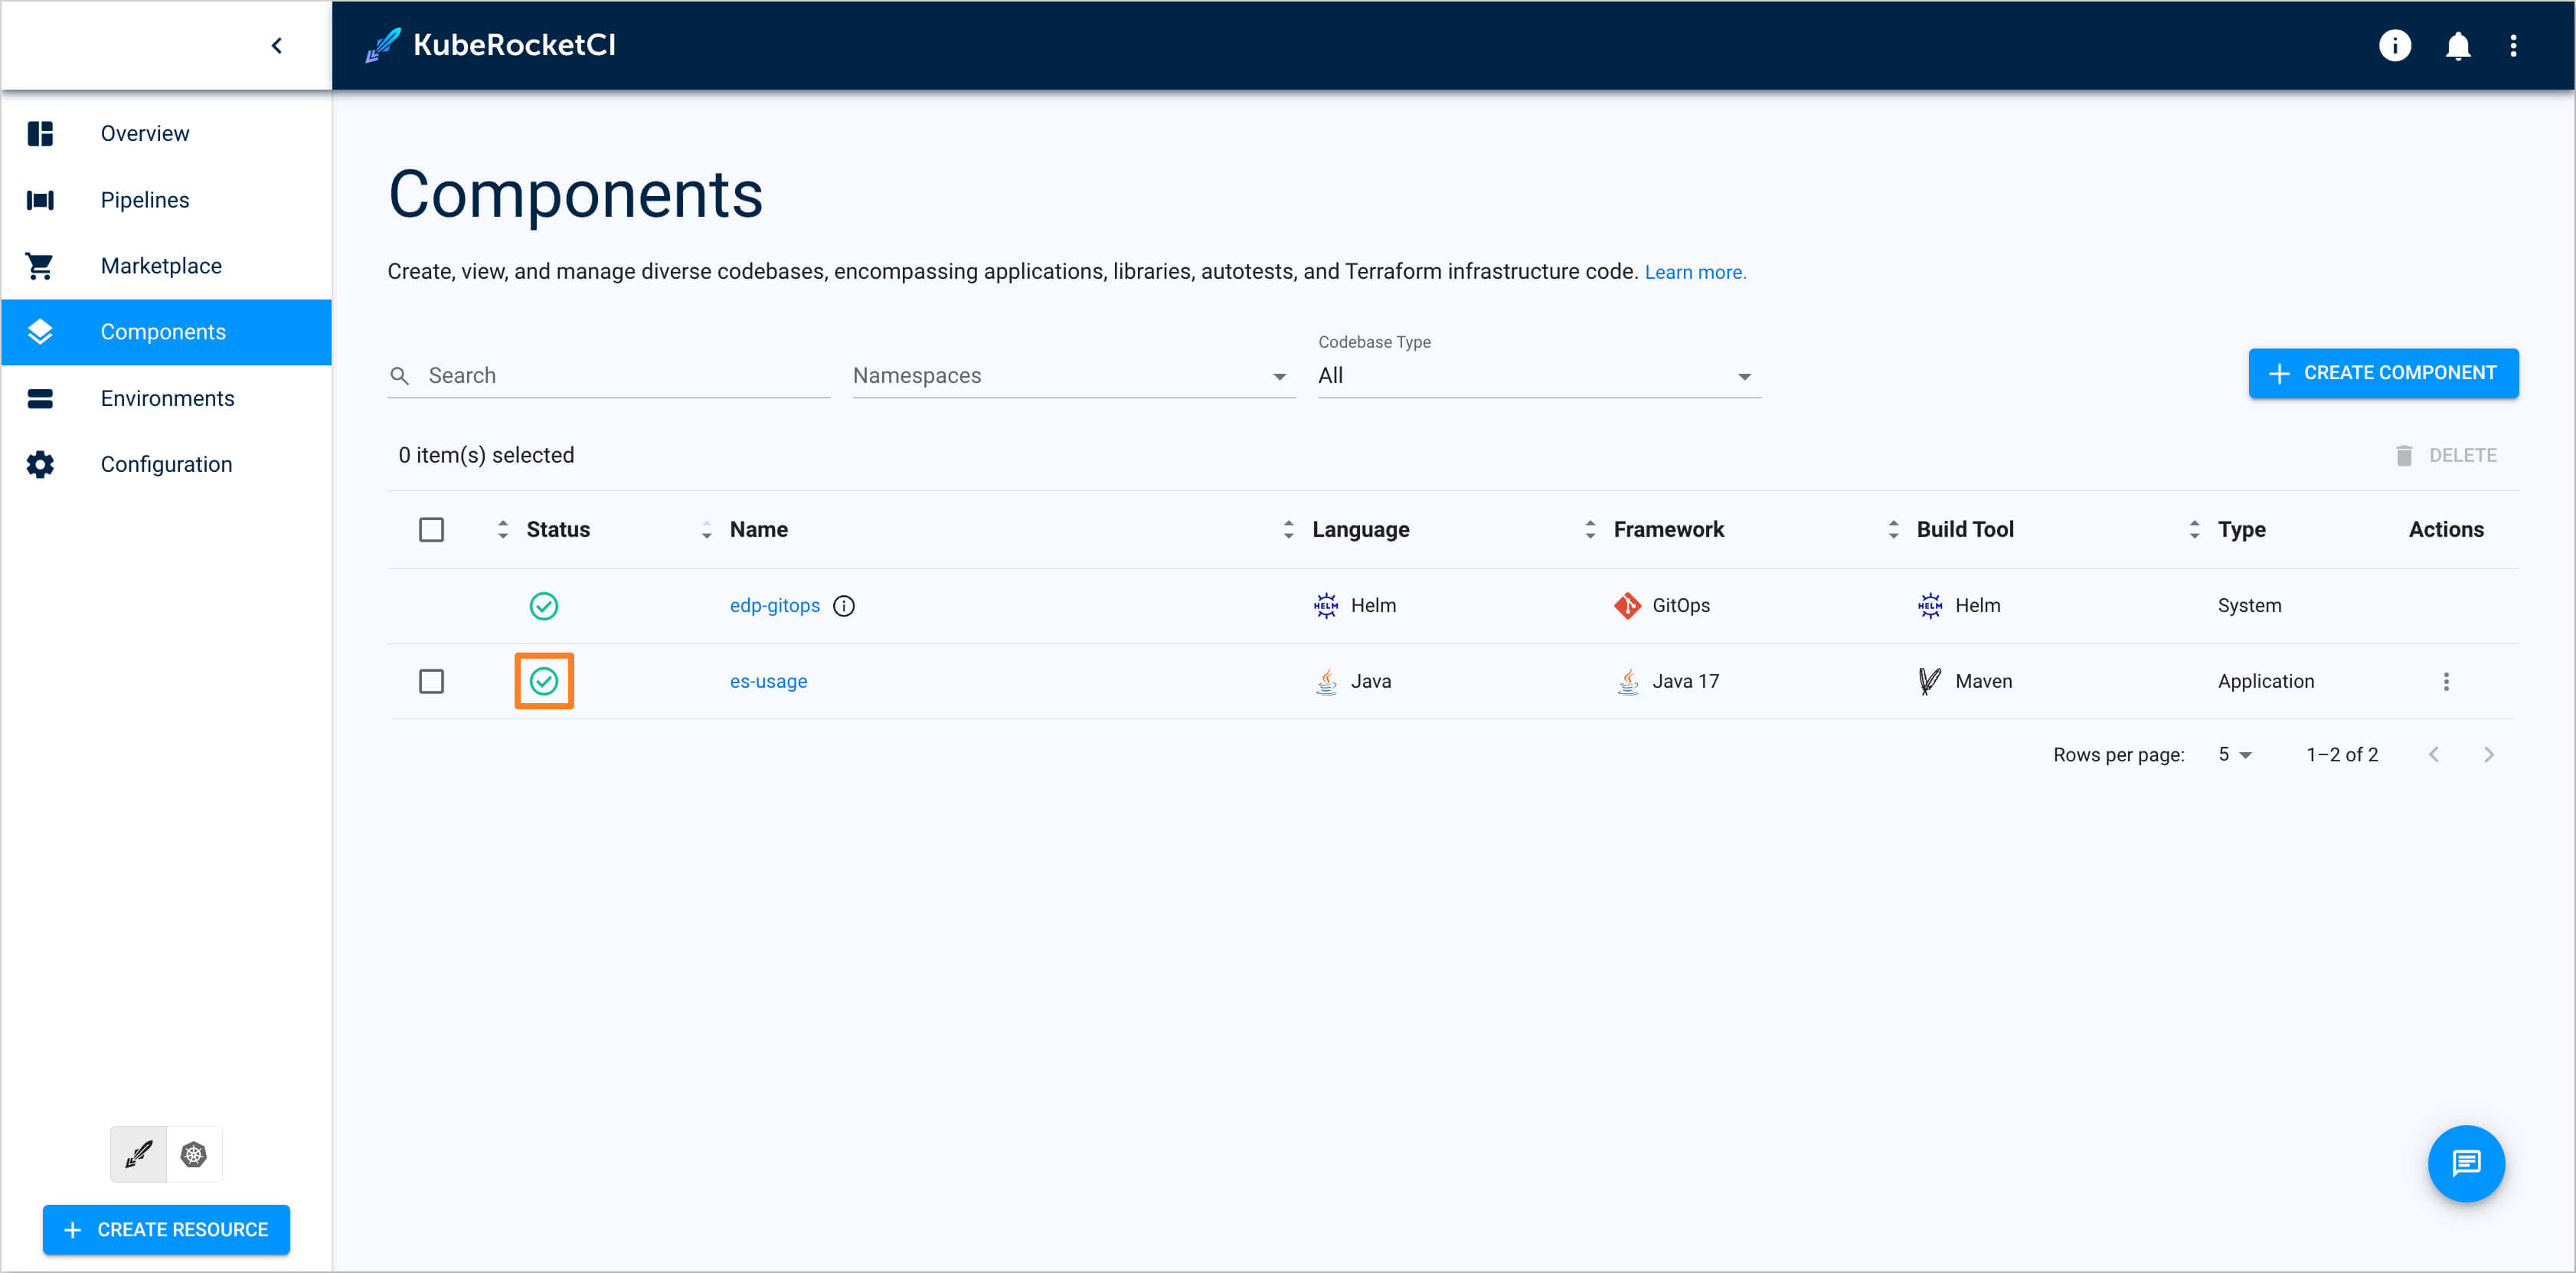 KubeRocketCI
Overview
Pipelines
Marketplace
Components
Environments
Configuration
CREATE RESOURCE
Components
Create, view, and manage diverse codebases, encompassing applications, libraries, autotests, and Terraform infrastructure code. Learn more.
Search
Namespaces
Codebase Type
All
CREATE COMPONENT
0 item(s) selected
DELETE
Status Name Language Framework Build Tool Type Actions
edp-gitops HELM Helm GitOps HELM Helm System
es-usage Java Java 17 Maven Application
Rows per page: 5 1–2 of 2